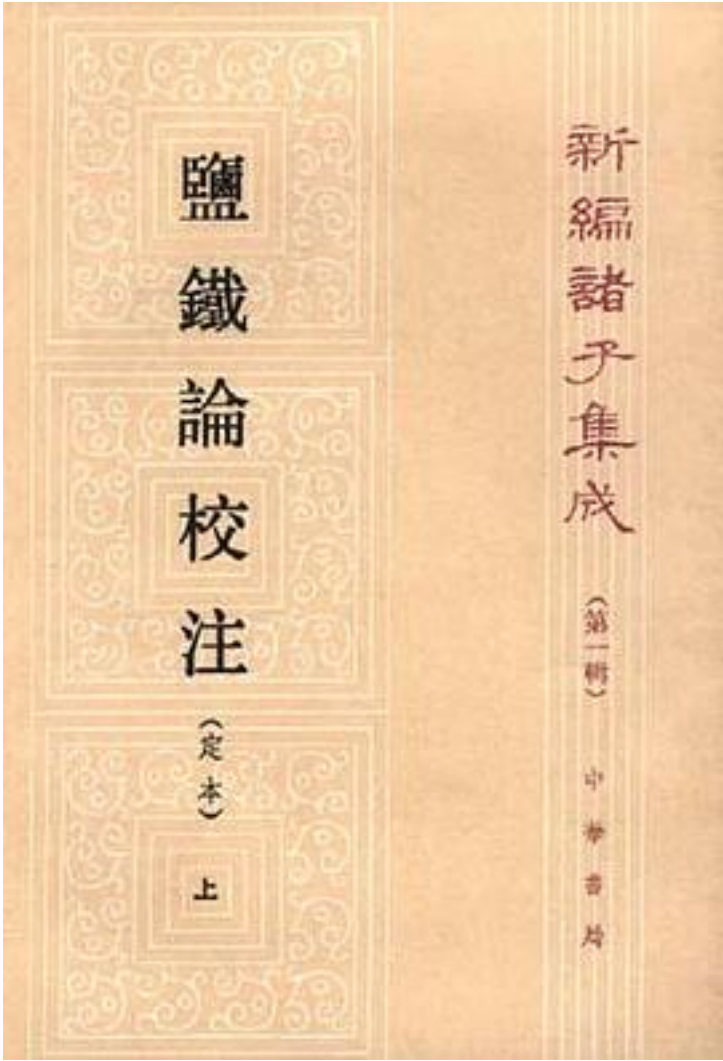 新編諸子集成
（第一輯）
中華書局
鹽鐵論校注
（定本）
上